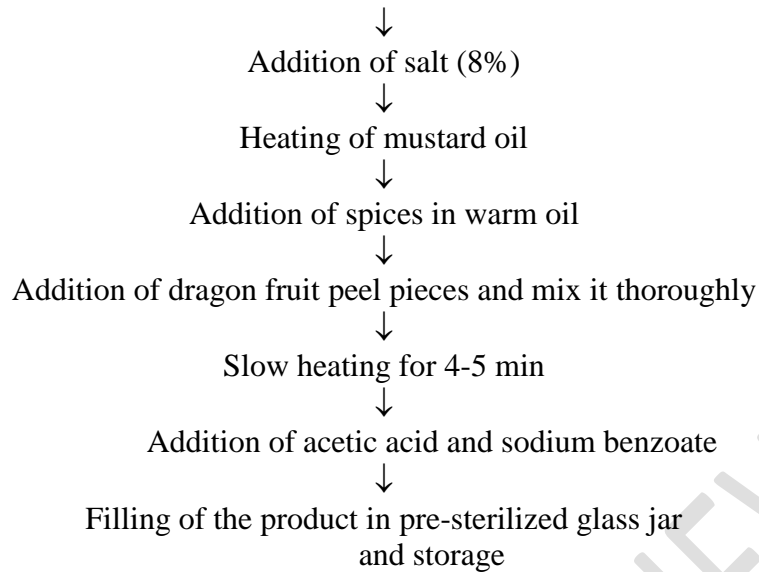 ↓
Addition of salt (8%)
↓
Heating of mustard oil
↓
Addition of spices in warm oil
↓
Addition of dragon fruit peel pieces and mix it thoroughly
↓
Slow heating for 4-5 min
↓
Addition of acetic acid and sodium benzoate
↓
Filling of the product in pre-sterilized glass jar
and storage